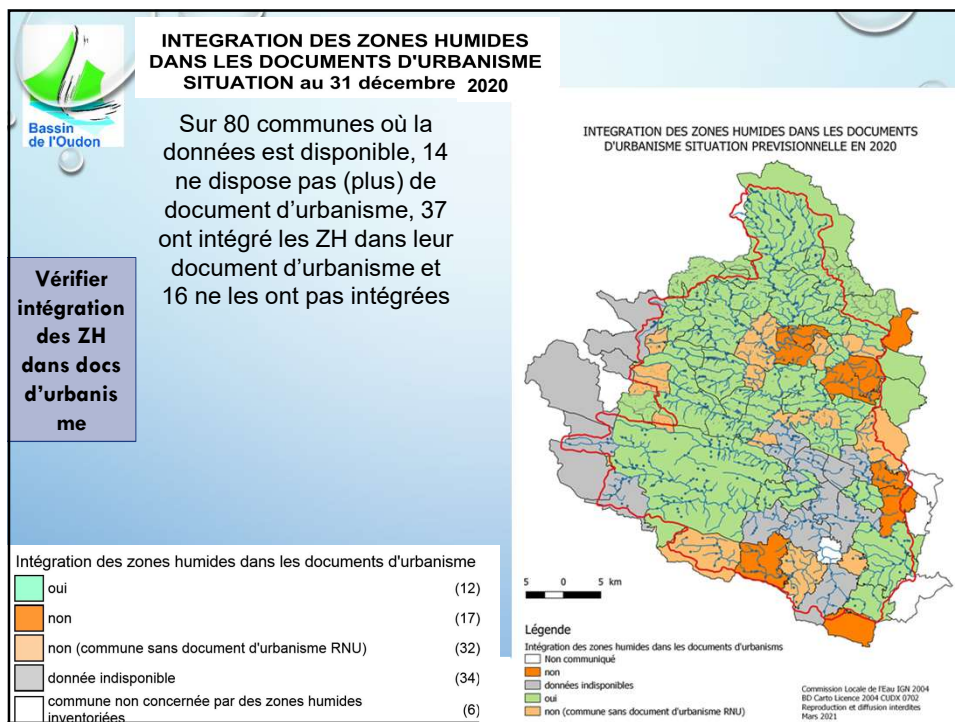 INTEGRATION DES ZONES HUMIDES
DANS LES DOCUMENTS D'URBANISME
SITUATION au 31 décembre 2020
Bassin
de l'Oudon
Sur 80 communes où la
données est disponible, 14
ne dispose pas (plus) de
document d'urbanisme, 37
ont intégré les ZH dans leur
document d'urbanisme et
16 ne les ont pas intégrées
Vérifier
intégration
des ZH
dans docs
d'urbanis
me
Intégration des zones humides dans les documents d'urbanisme
oui (12)
non (17)
non (commune sans document d'urbanisme RNU) (32)
donnée indisponible (34)
commune non concernée par des zones humides
inventoriées (6)
INTEGRATION DES ZONES HUMIDES DANS LES DOCUMENTS
D'URBANISME SITUATION PREVISIONNELLE EN 2020
5 0 5 km
Légende
Intégration des zones humides dans les documents d'urbanisms
Non communiqué
non
données indisponibles
oui
non (commune sans document d'urbanisme RNU)
Commission Locale de l'Eau IGN 2004
BD Carto Licence 2004 CUDX 0702
Reproduction et diffusion interdites
Mars 2021